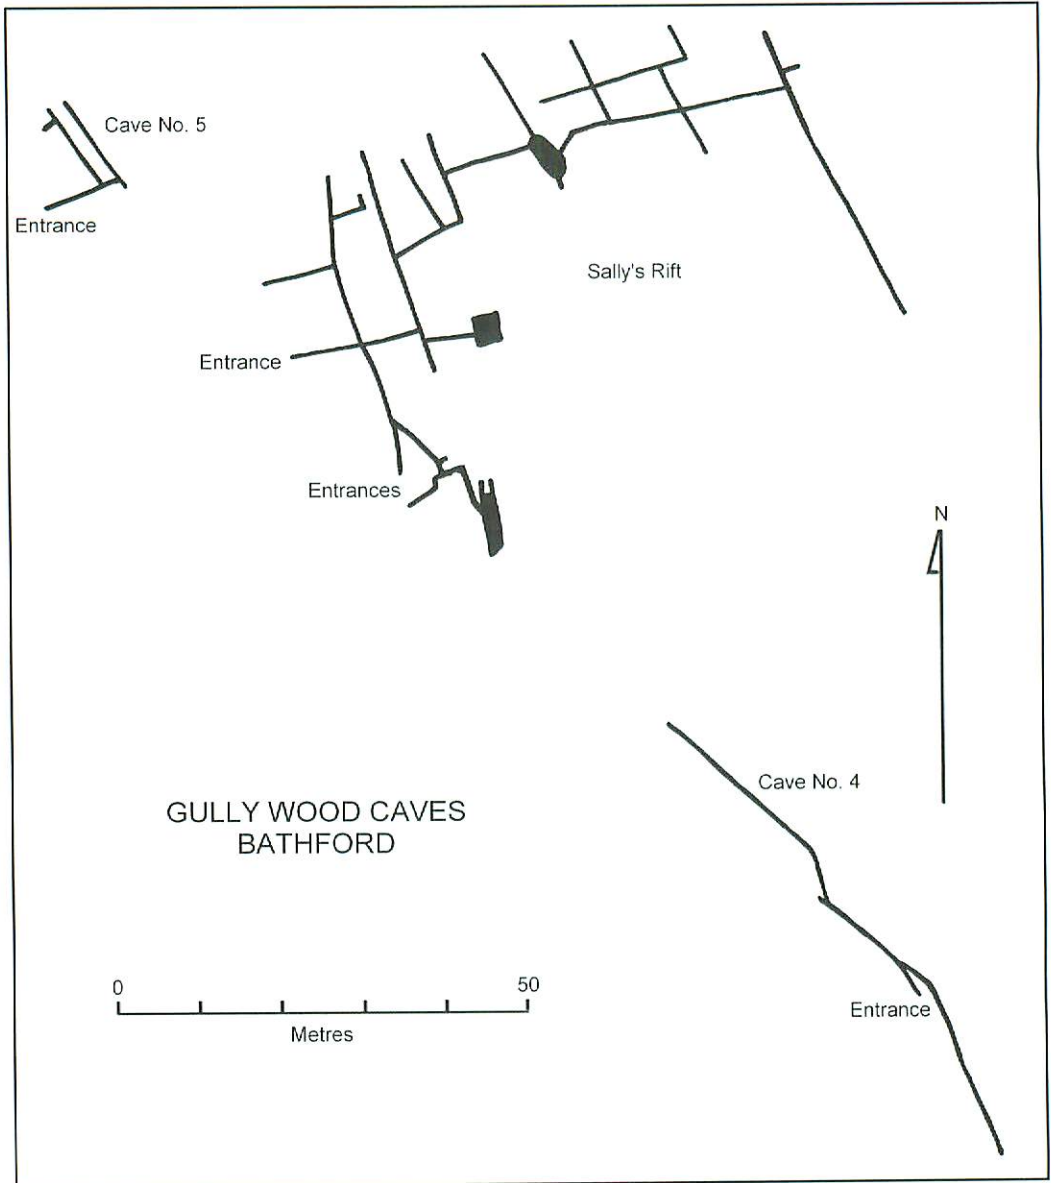 Cave No. 5
Entrance
Sally's Rift
Entrance
Entrances
N
Cave No. 4
GULLY WOOD CAVES
BATHFORD
0 50
Metres
Entrance